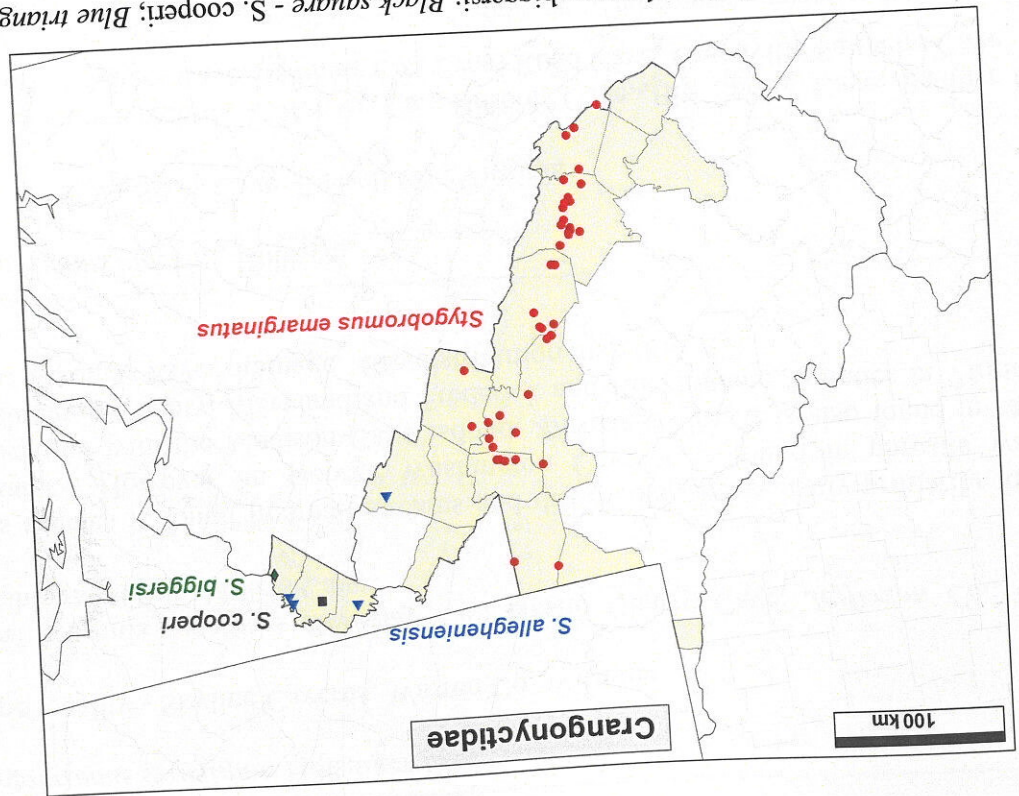 100 km
Crangonyctidae
S. allegheniensis
S. cooperi
S. biggersi
Stygobromus emarginatus
biggersi; Black square - S. cooperi; Blue triang